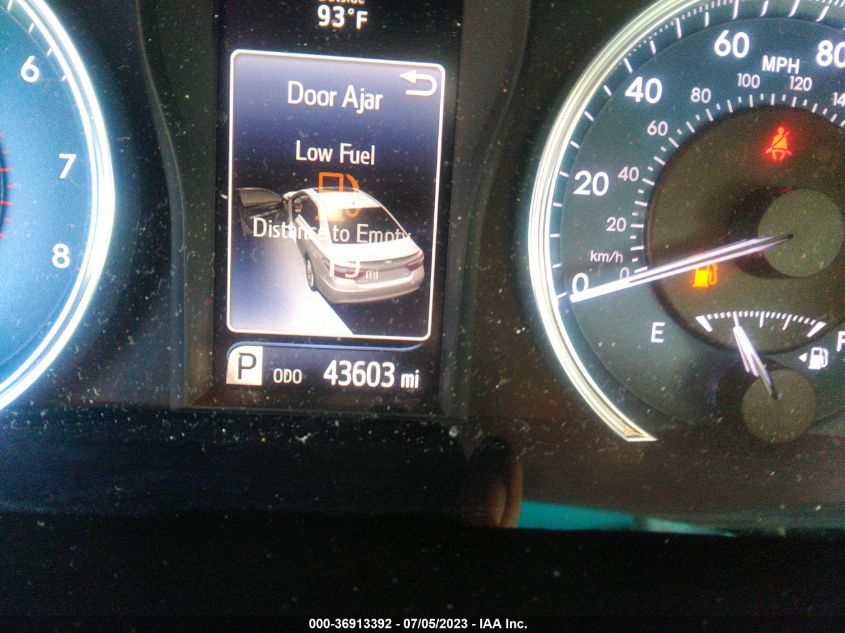 93°F
Door Ajar
Low Fuel
Distance to Empty
mi
P ODO 43603 mi
6
7
8
0
20
40
60
80
MPH
km/h
0
20
40
60
80
100
120
E
F
000-36913392 - 07/05/2023 - IAA Inc.